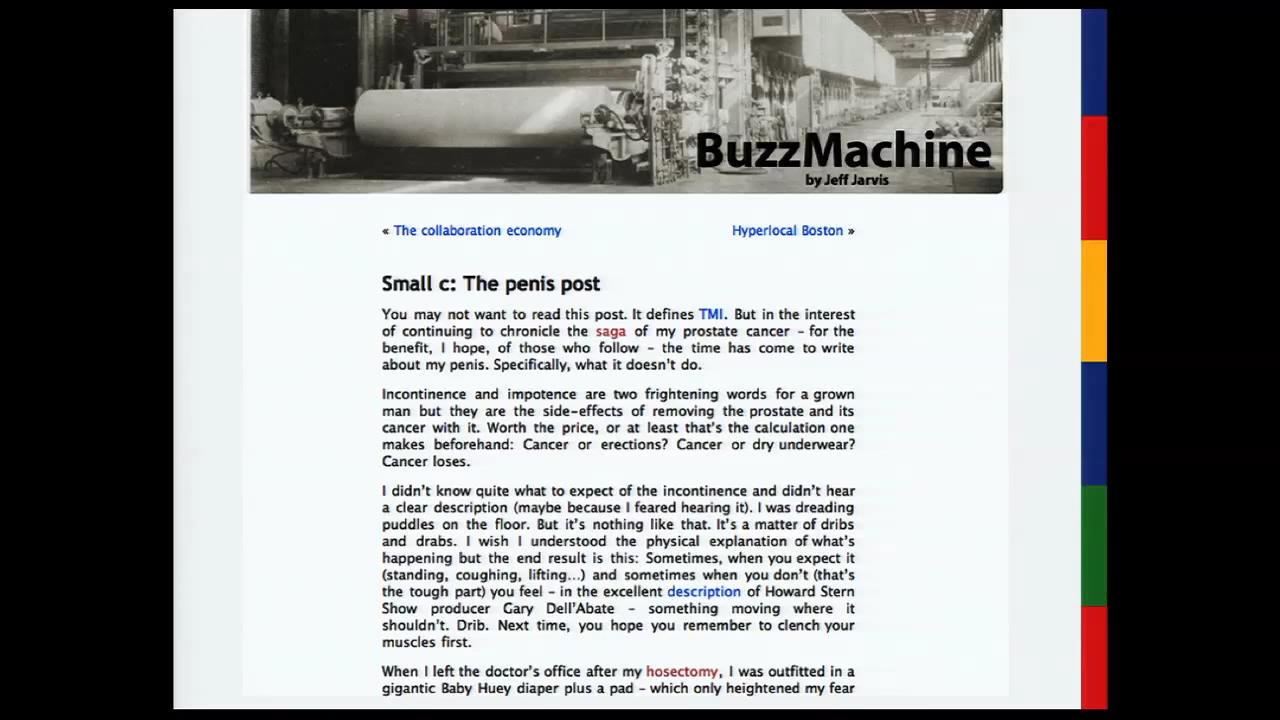 BuzzMachine
by Jeff Jarvis
« The collaboration economy
Hyperlocal Boston »
Small c: The penis post
You may not want to read this post. It defines TMI. But in the interest
of continuing to chronicle the saga of my prostate cancer – for the
benefit, I hope, of those who follow – the time has come to write
about my penis. Specifically, what it doesn't do.
Incontinence and impotence are two frightening words for a grown
man but they are the side-effects of removing the prostate and its
cancer with it. Worth the price, or at least that's the calculation one
makes beforehand: Cancer or erections? Cancer or dry underwear?
Cancer loses.
I didn't know quite what to expect of the incontinence and didn't hear
a clear description (maybe because I feared hearing it). I was dreading
puddles on the floor. But it's nothing like that. It's a matter of dribs
and drabs. I wish I understood the physical explanation of what's
happening but the end result is this: Sometimes, when you expect it
(standing, coughing, lifting...) and sometimes when you don't (that's
the tough part) you feel – in the excellent description of Howard Stern
Show producer Gary Dell'Abate – something moving where it
shouldn't. Drib. Next time, you hope you remember to clench your
muscles first.
When I left the doctor's office after my hosectomy, I was outfitted in a
gigantic Baby Huey diaper plus a pad – which only heightened my fear